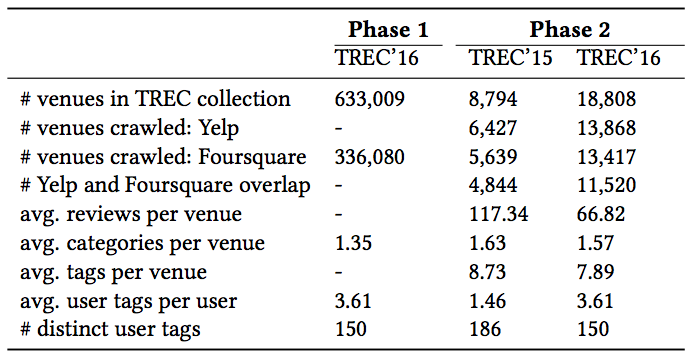 Phase 1 Phase 2
TREC’16 TREC’15 TREC’16
# venues in TREC collection 633,009 8,794 18,808
# venues crawled: Yelp - 6,427 13,868
# venues crawled: Foursquare 336,080 5,639 13,417
# Yelp and Foursquare overlap - 4,844 11,520
avg. reviews per venue - 117.34 66.82
avg. categories per venue 1.35 1.63 1.57
avg. tags per venue - 8.73 7.89
avg. user tags per user 3.61 1.46 3.61
# distinct user tags 150 186 150